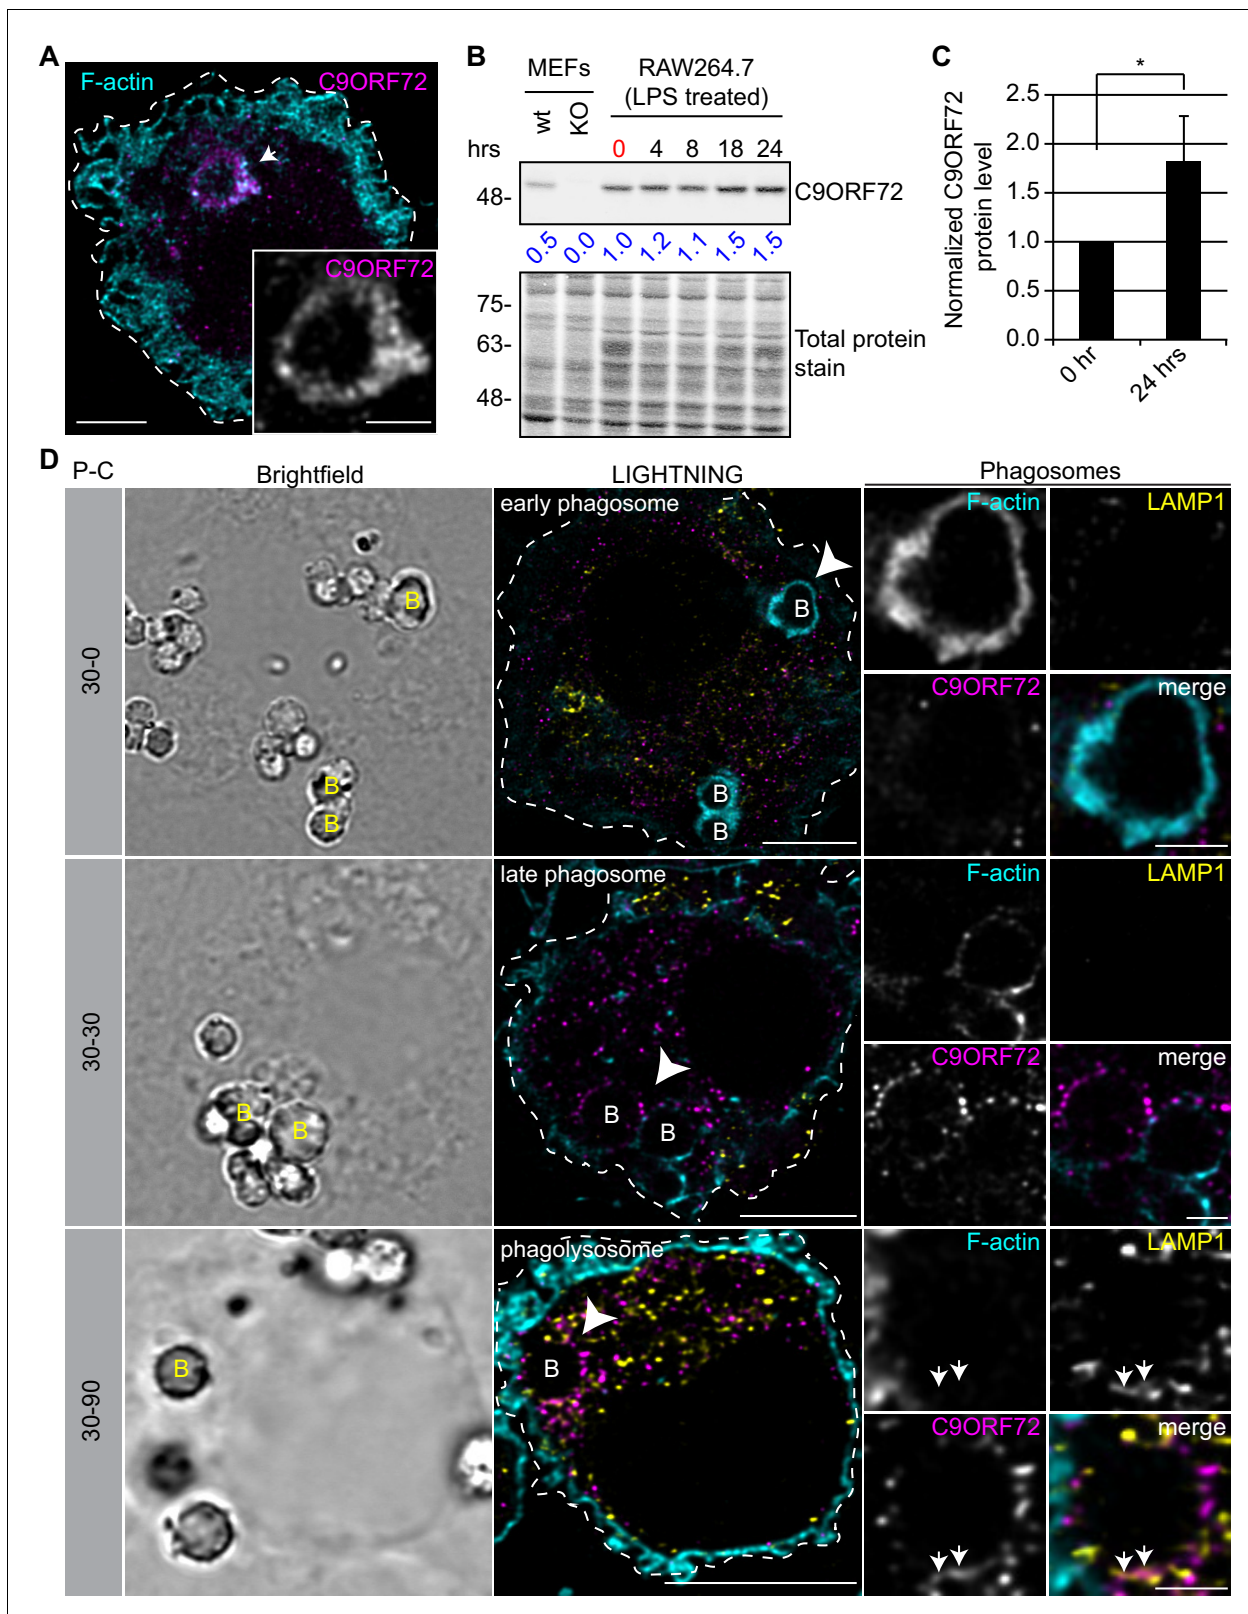 A
F-actin
C9ORF72
C9ORF72
B
MEFs
RAW264.7
(LPS treated)
wt
KO
hrs
0
4
8
18
24
48-
C9ORF72
0.5
0.0
1.0
1.2
1.1
1.5
1.5
75-
63-
48-
Total protein
stain
C
*
Normalized C9ORF72
protein level
2.5
2.0
1.5
1.0
0.5
0.0
0 hr
24 hrs
D
P-C
Brightfield
LIGHTNING
Phagosomes
30-0
B
B
B
early phagosome
B
B
B
F-actin
LAMP1
C9ORF72
merge
30-30
B
B
late phagosome
B
B
F-actin
LAMP1
C9ORF72
merge
30-90
B
phagolysosome
B
F-actin
LAMP1
C9ORF72
merge